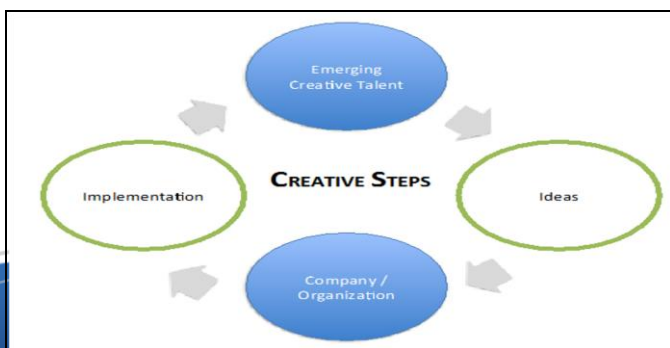 Emerging
Creative Talent
CREATIVE STEPS
Implementation
Ideas
Company /
Organization